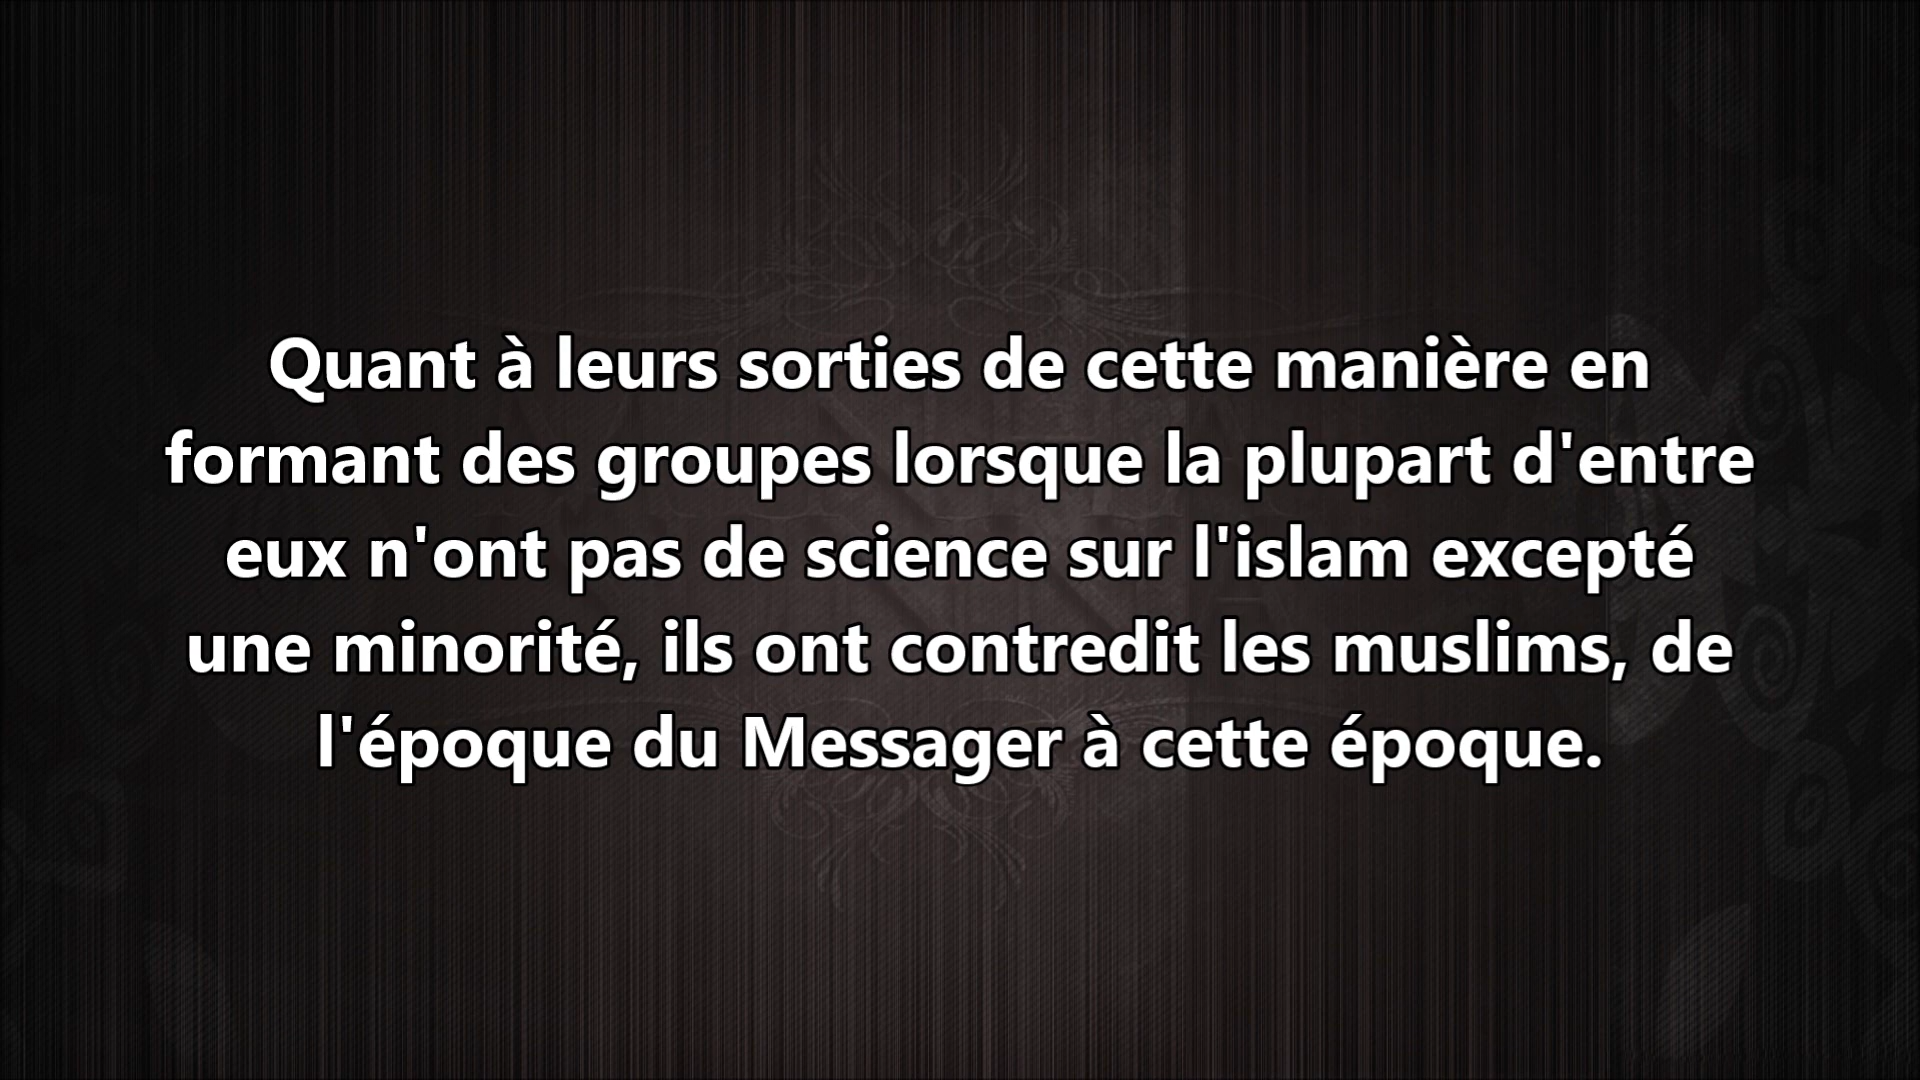 Quant à leurs sorties de cette manière en
formant des groupes lorsque la plupart d'entre
eux n'ont pas de science sur l'islam excepté
une minorité, ils ont contredit les muslims, de
l'époque du Messager à cette époque.